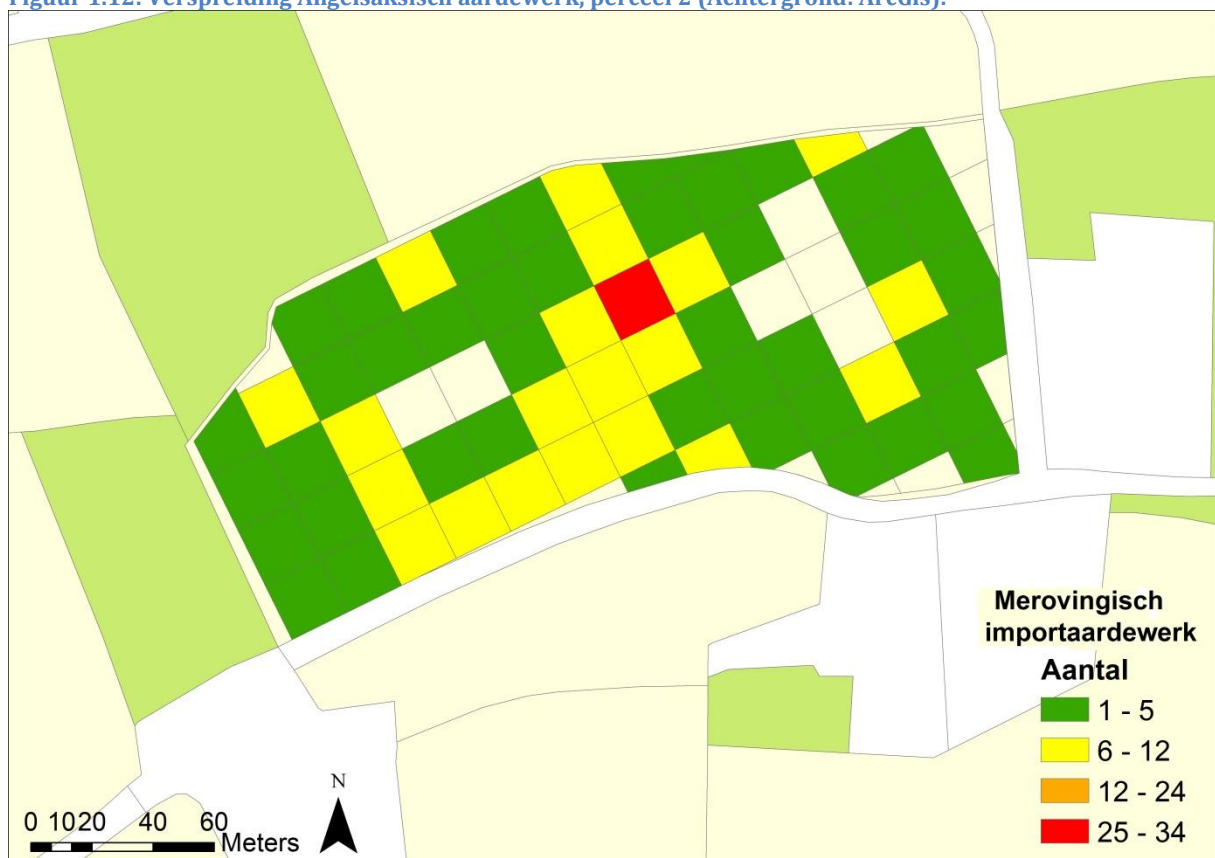 Figuur 1.12: Verspreiding Angelsaksisch aardewerk, perceel 2 (Achtergrond: ArcGis).
Merovingisch
importaardewerk
Aantal
1 - 5
6 - 12
12 - 24
25 - 34
N
0 10 20 40 60
Meters